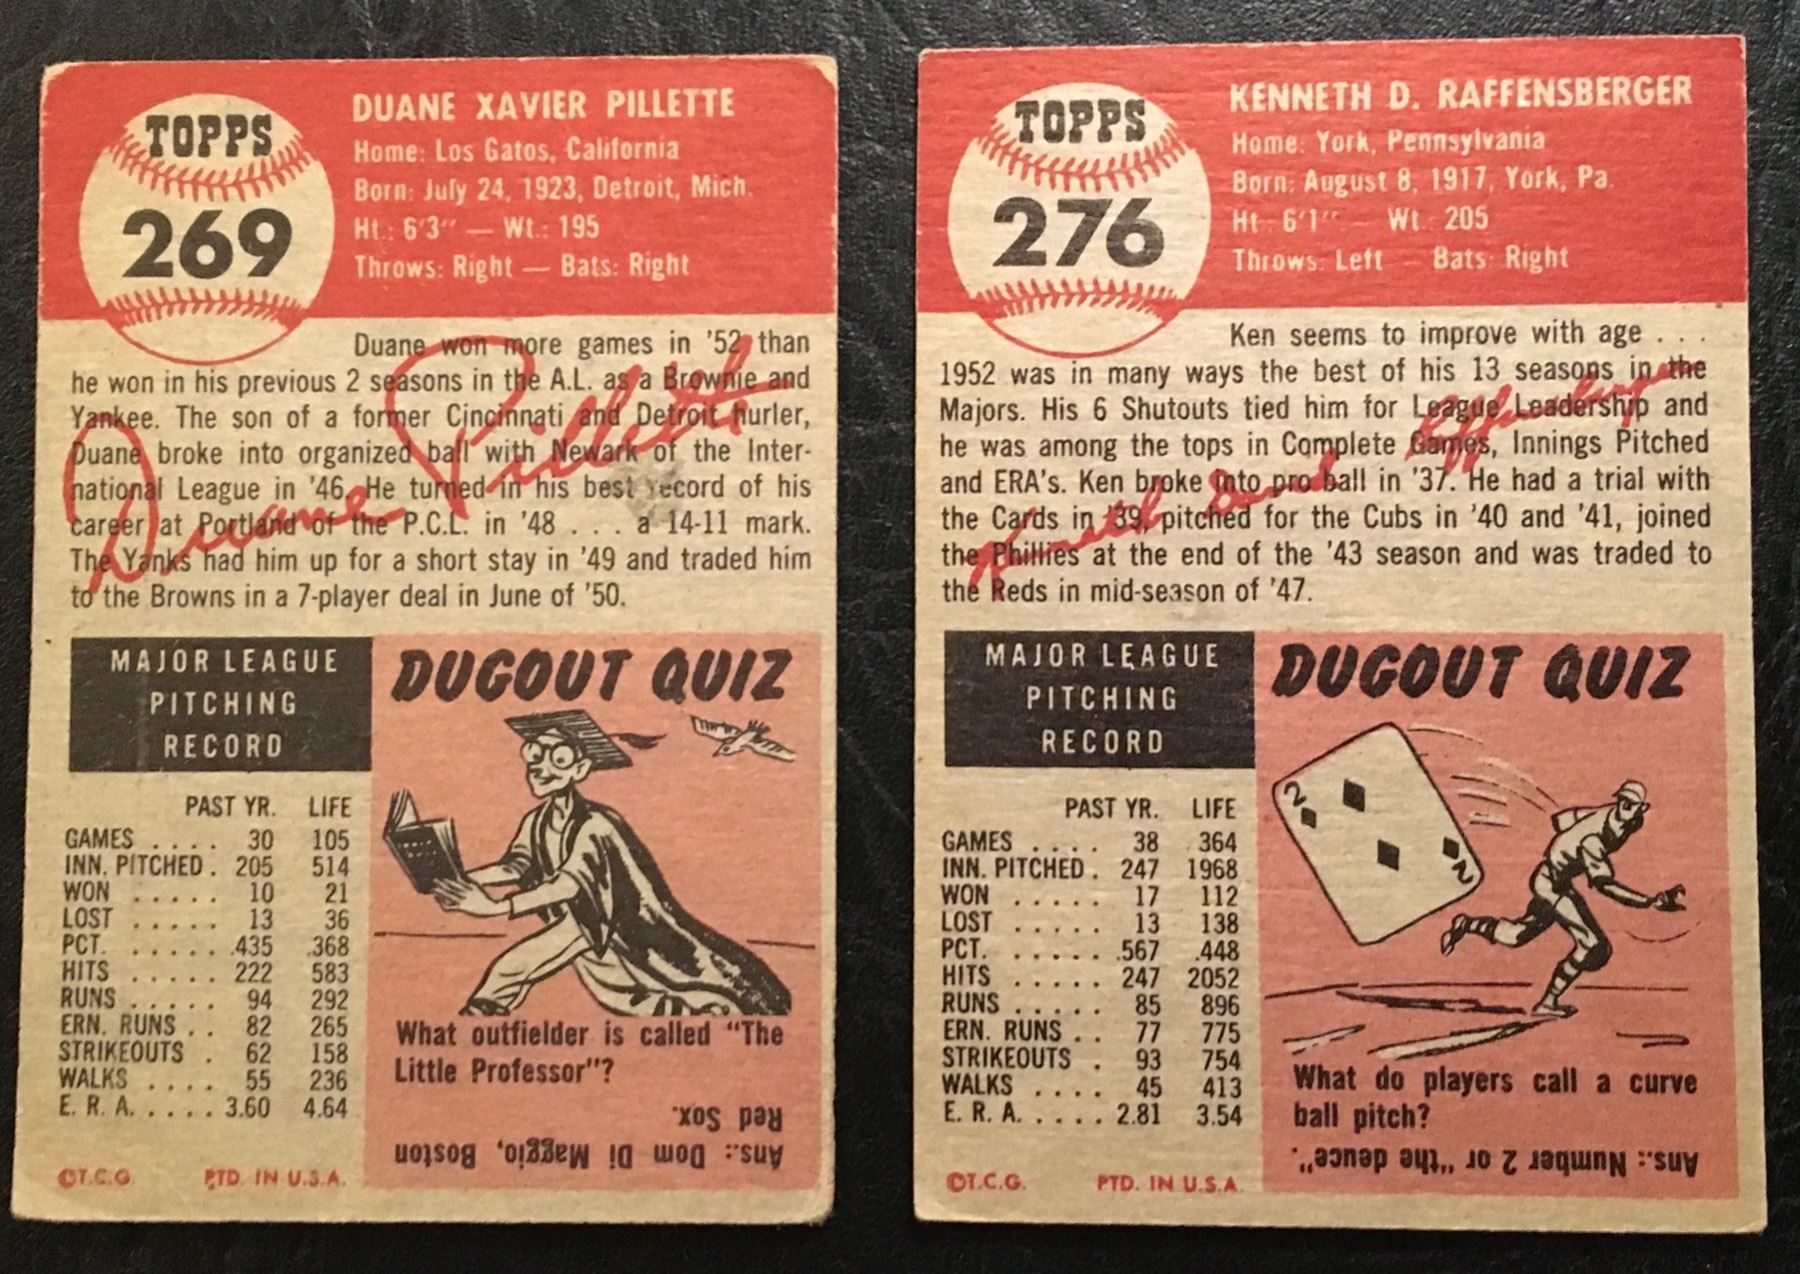 TOPPS
269
DUANE XAVIER PILLETTE
Home: Los Gatos, California
Born: July 24, 1923, Detroit, Mich.
Ht.: 6'3" — Wt.: 195
Throws: Right — Bats: Right
Duane won more games in '52 than
he won in his previous 2 seasons in the A.L. as a Brownie and
Yankee. The son of a former Cincinnati and Detroit hurler,
Duane broke into organized ball with Newark of the Inter-
national League in '46. He turned in his best record of his
career at Portland of the P.C.L. in '48 . . . a 14-11 mark.
The Yanks had him up for a short stay in '49 and traded him
to the Browns in a 7-player deal in June of '50.
Duane Pillette
MAJOR LEAGUE
PITCHING
RECORD
PAST YR. LIFE
GAMES . . . . 30 105
INN. PITCHED . 205 514
WON . . . . . 10 21
LOST . . . . . 13 36
PCT. . . . . . .435 .368
HITS . . . . . 222 583
RUNS . . . . . 94 292
ERN. RUNS . . 82 265
STRIKEOUTS . 62 158
WALKS . . . . 55 236
E. R. A. . . . . 3.60 4.64
©T.C.G. PTD. IN U.S.A.
DUGOUT QUIZ
What outfielder is called "The
Little Professor"?
Ans.: Dom Di Maggio, Boston
Red Sox.
TOPPS
276
KENNETH D. RAFFENSBERGER
Home: York, Pennsylvania
Born: August 8, 1917, York, Pa.
Ht.: 6'1" — Wt.: 205
Throws: Left — Bats: Right
Ken seems to improve with age . . .
1952 was in many ways the best of his 13 seasons in the
Majors. His 6 Shutouts tied him for League Leadership and
he was among the tops in Complete Games, Innings Pitched
and ERA's. Ken broke into pro ball in '37. He had a trial with
the Cards in '39, pitched for the Cubs in '40 and '41, joined
the Phillies at the end of the '43 season and was traded to
the Reds in mid-season of '47.
MAJOR LEAGUE
PITCHING
RECORD
PAST YR. LIFE
GAMES . . . . 38 364
INN. PITCHED . 247 1968
WON . . . . . 17 112
LOST . . . . . 13 138
PCT. . . . . . .567 .448
HITS . . . . . 247 2052
RUNS . . . . . 85 896
ERN. RUNS . . 77 775
STRIKEOUTS . 93 754
WALKS . . . . 45 413
E. R. A. . . . . 2.81 3.54
©T.C.G. PTD. IN U.S.A.
DUGOUT QUIZ
2
2
What do players call a curve
ball pitch?
Ans.: Number 2 or "the deuce".